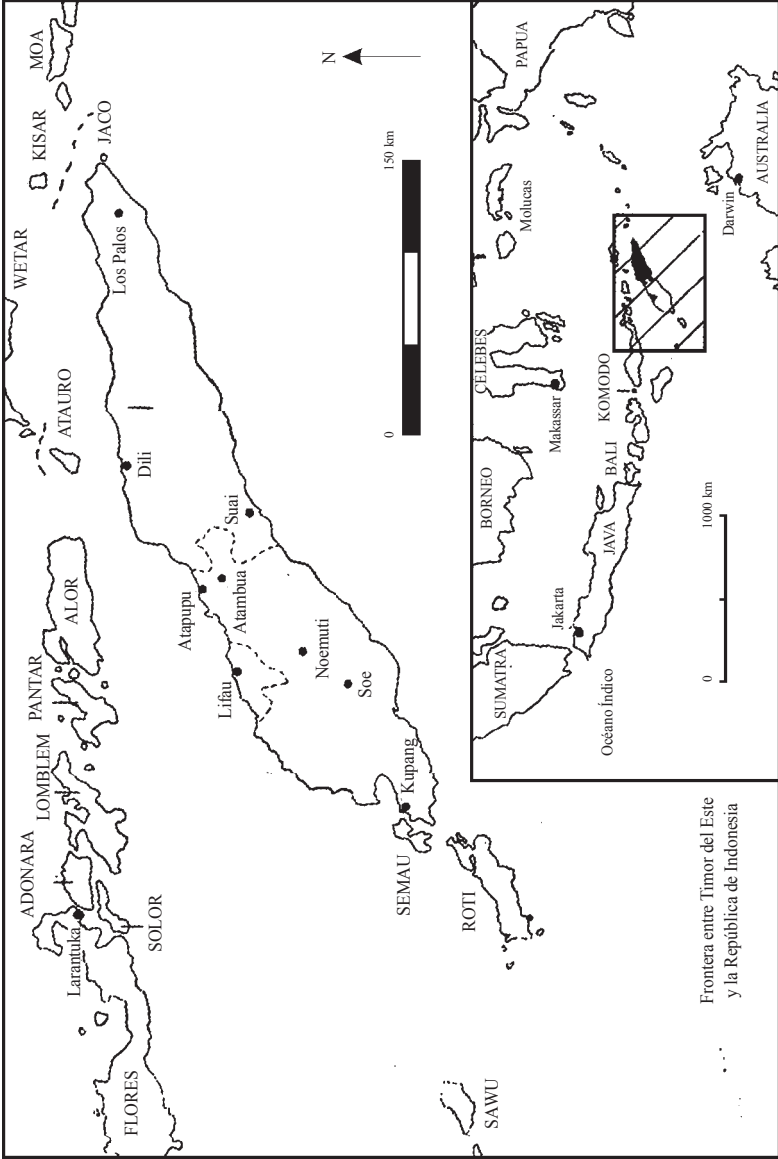 MOA
KISAR
WETAR
JACO
Los Palos
ATAURO
Dili
Suai
ALOR
Atapupu
Atambua
PANTAR
Lifau
Noemuti
Soe
LOMBLEM
ADONARA
Larantuka
SOLOR
FLORES
Kupang
SEMAU
ROTI
SAWU
N
150 km
0
Frontera entre Timor del Este
y la República de Indonesia
PAPUA
Molucas
AUSTRALIA
Darwin
CELEBES
Makassar
KOMODO
BORNEO
BALI
JAVA
Jakarta
SUMATRA
Océano Índico
1000 km
0